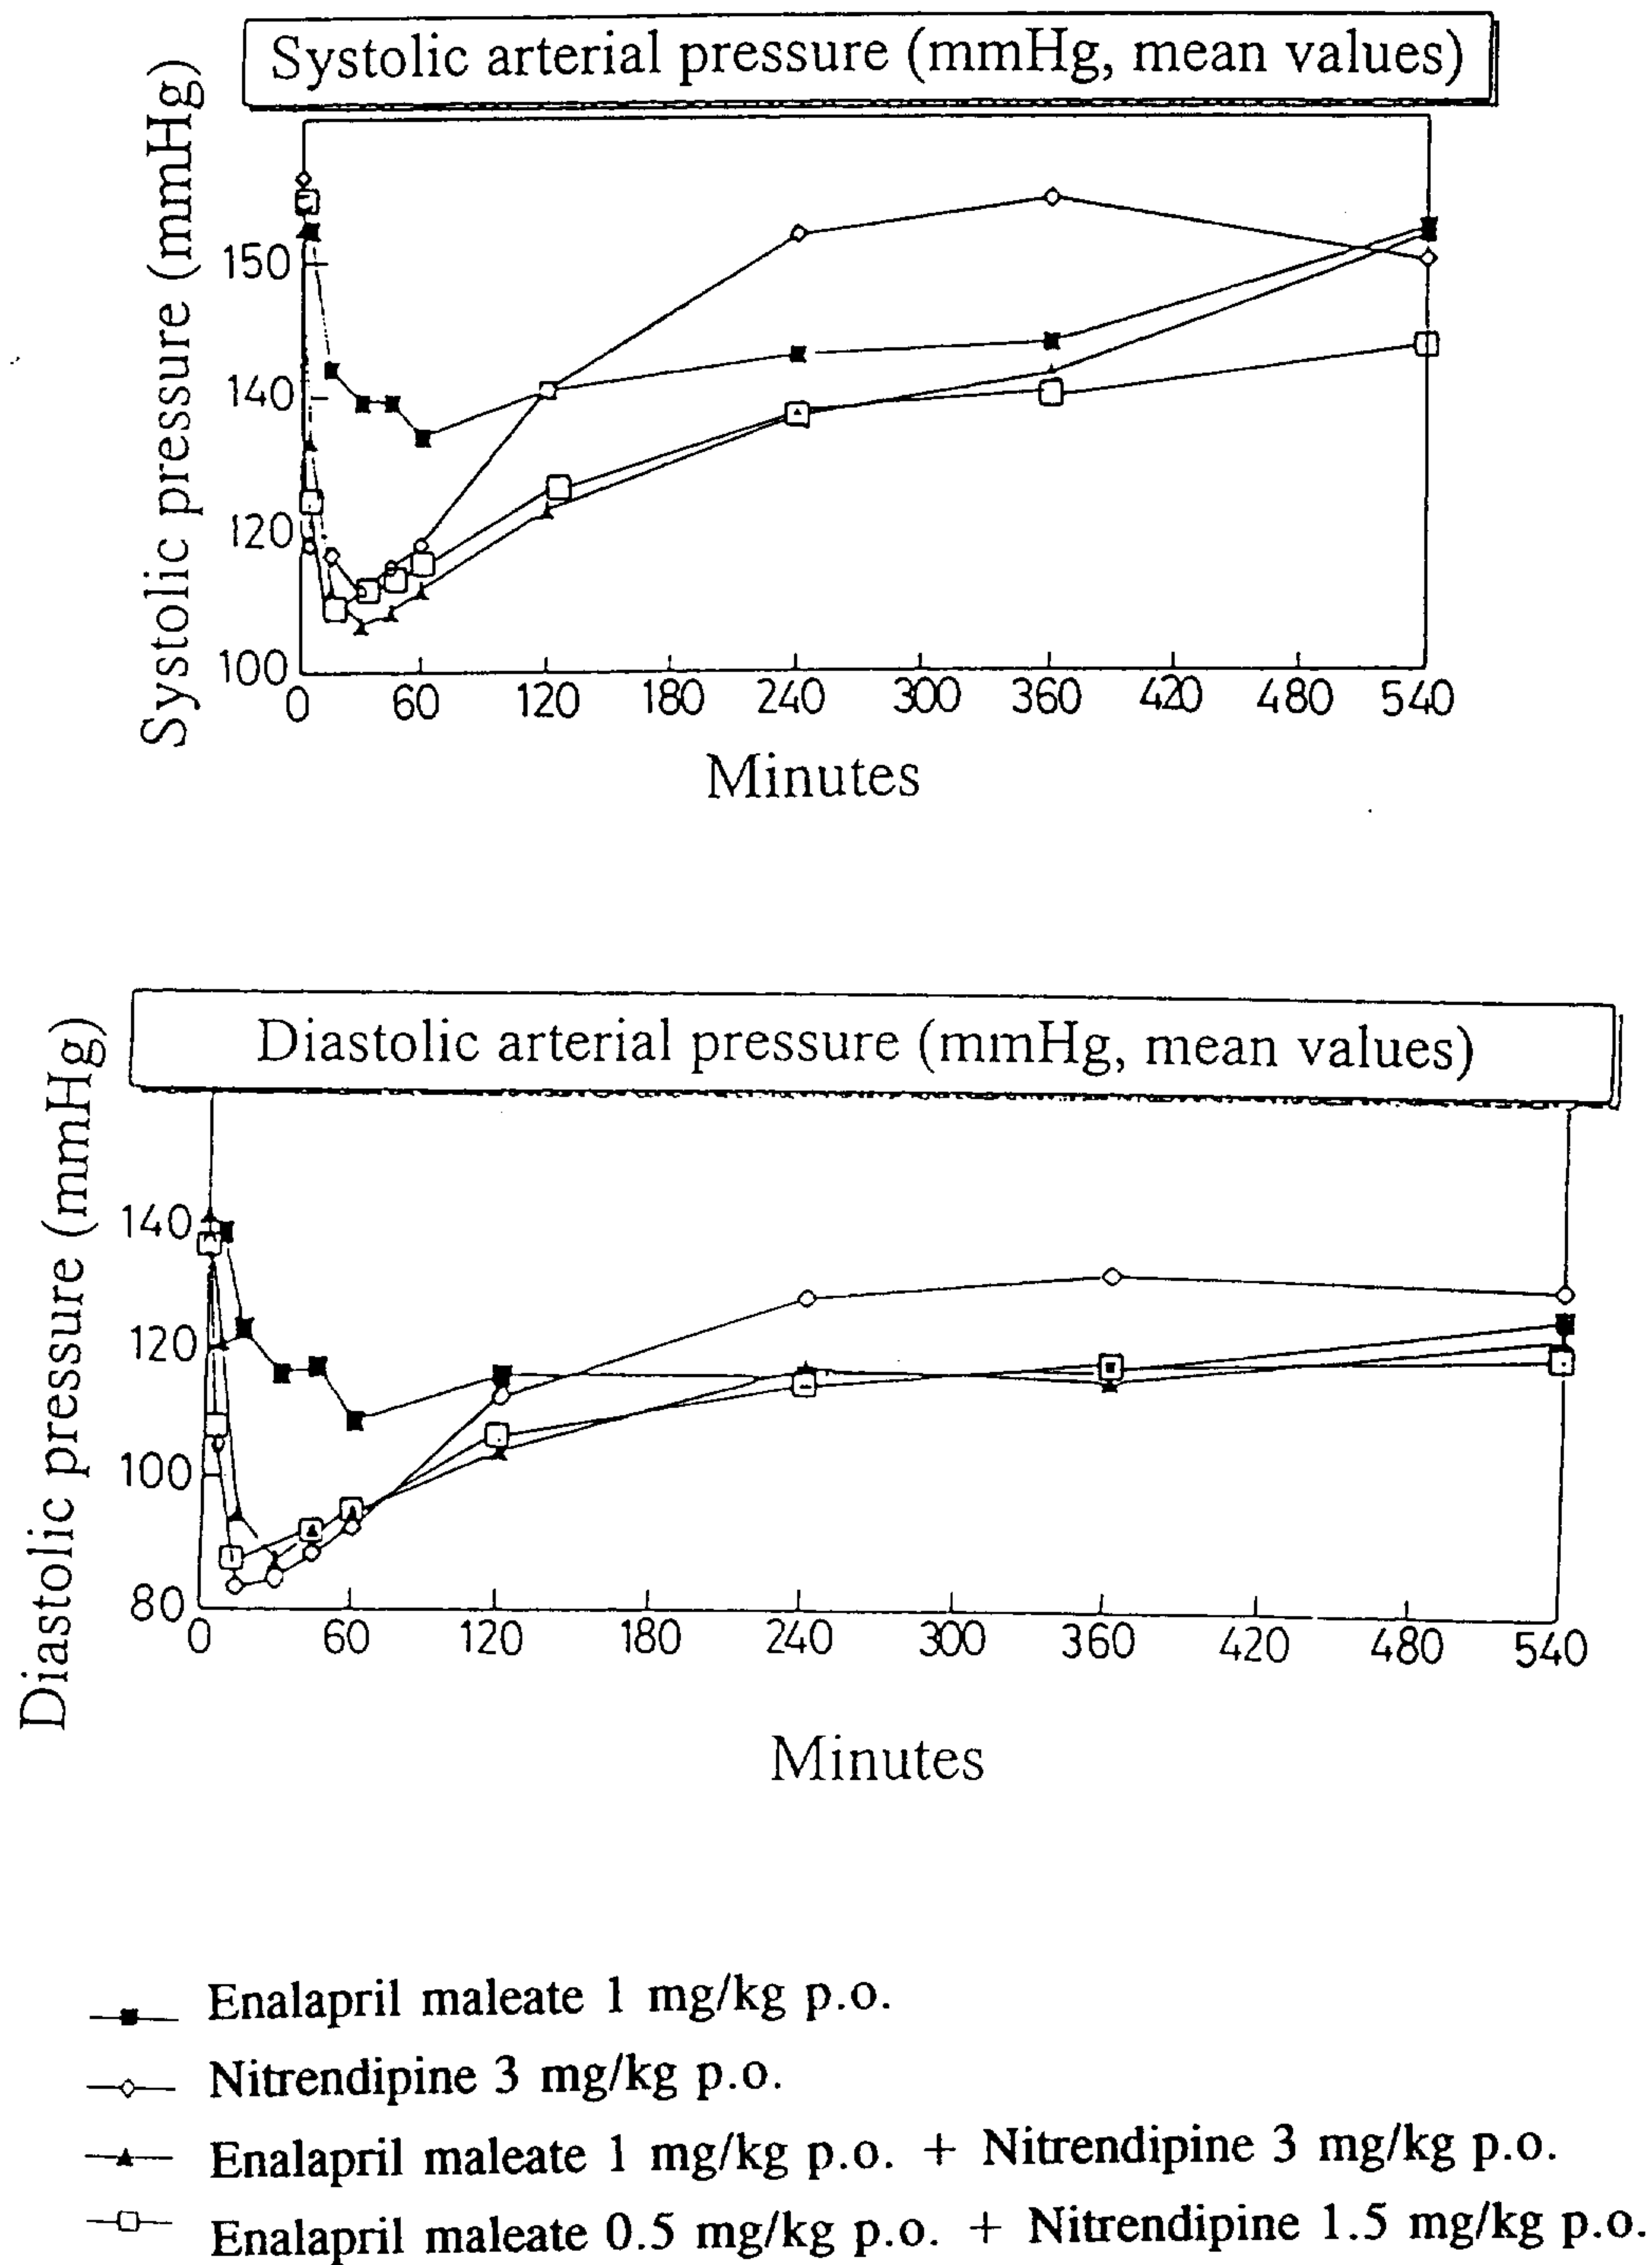 Systolic arterial pressure (mmHg, mean values)
Systolic pressure (mmHg)
150
140
120
100
0 60 120 180 240 300 360 420 480 540
Minutes
Diastolic arterial pressure (mmHg, mean values)
Diastolic pressure (mmHg)
140
120
100
80
0 60 120 180 240 300 360 420 480 540
Minutes
Enalapril maleate 1 mg/kg p.o.
Nitrendipine 3 mg/kg p.o.
Enalapril maleate 1 mg/kg p.o. + Nitrendipine 3 mg/kg p.o.
Enalapril maleate 0.5 mg/kg p.o. + Nitrendipine 1.5 mg/kg p.o.